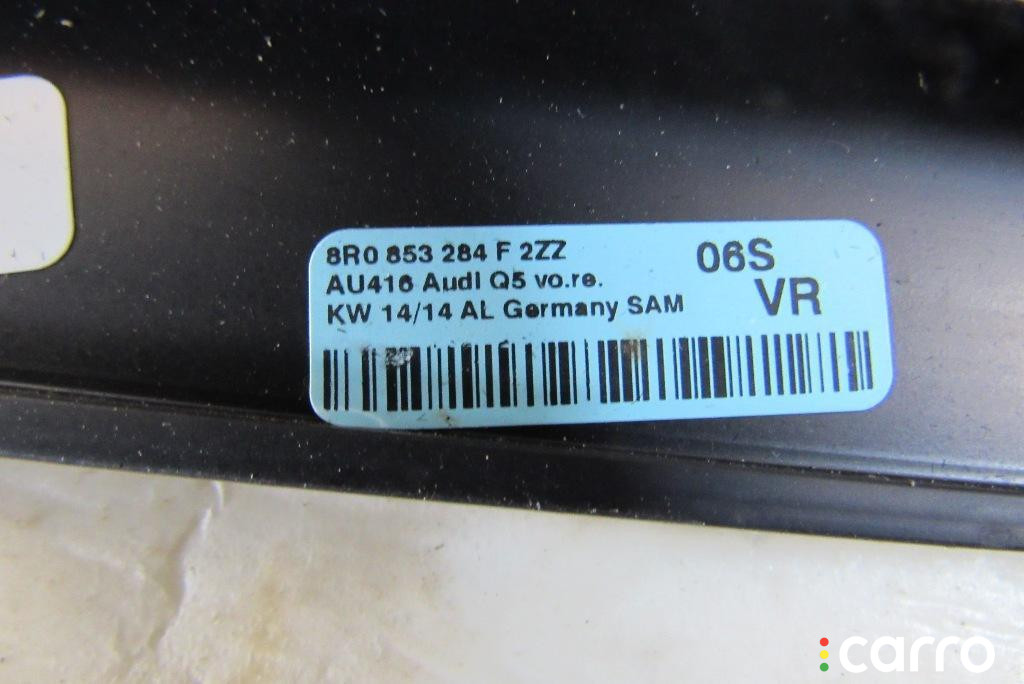 8R0 853 284 F 2ZZ
AU416 Audi Q5 vo.re.
KW 14/14 AL Germany SAM
06S
VR
carro